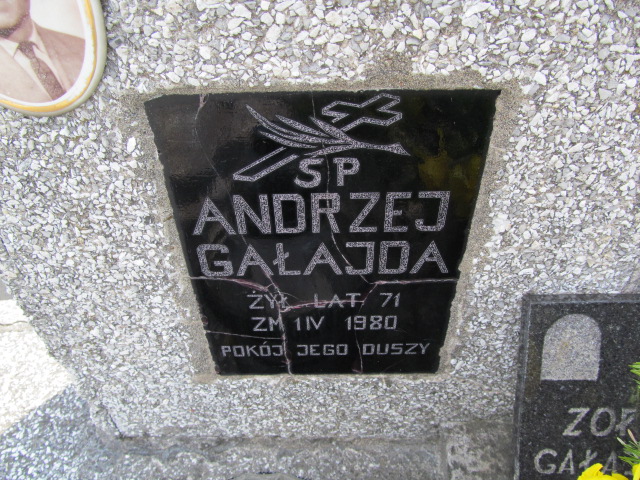 ŚP
ANDRZEJ
GAŁAJDA
ŻYŁ LAT 71
ZM 1 IV 1980
POKÓJ JEGO DUSZY